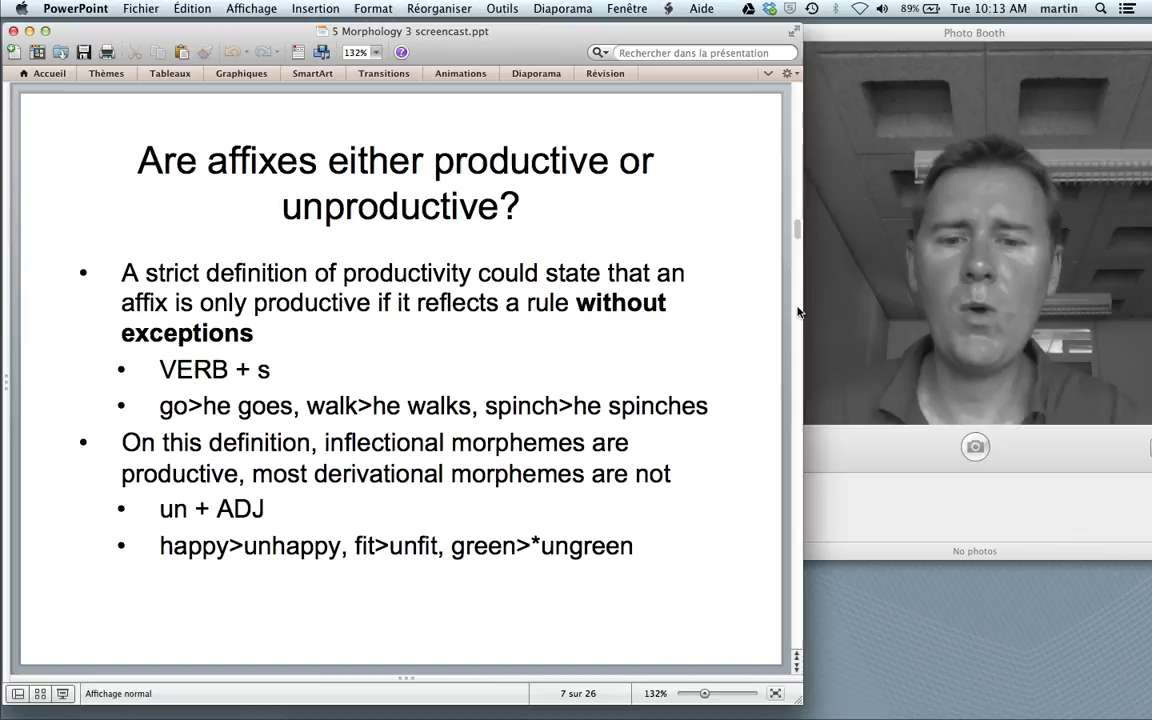 PowerPoint Fichier Édition Affichage Insertion Format Réorganiser Outils Diaporama Fenêtre Aide 89% Tue 10:13 AM martin
5 Morphology 3 screencast.ppt
Photo Booth
132% Rechercher dans la présentation
Accueil Thèmes Tableaux Graphiques SmartArt Transitions Animations Diaporama Révision
Are affixes either productive or
unproductive?
• A strict definition of productivity could state that an
affix is only productive if it reflects a rule without
exceptions
• VERB + s
• go>he goes, walk>he walks, spinch>he spinches
• On this definition, inflectional morphemes are
productive, most derivational morphemes are not
• un + ADJ
• happy>unhappy, fit>unfit, green>*ungreen
No photos
Affichage normal 7 sur 26 132%